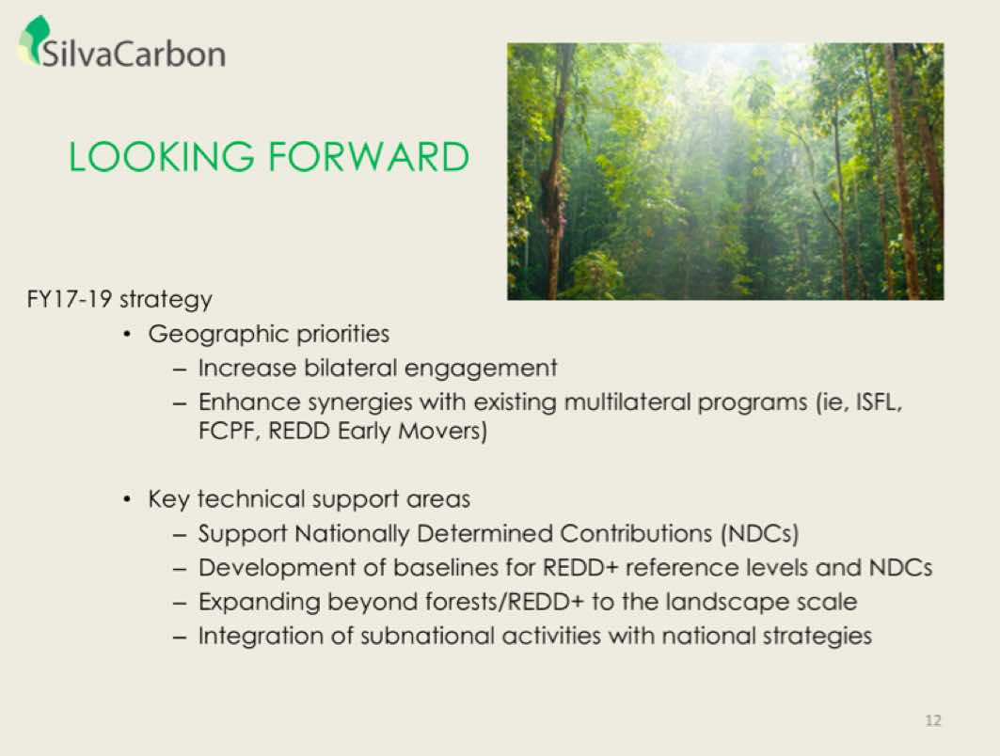 SilvaCarbon
LOOKING FORWARD
FY17-19 strategy
• Geographic priorities
– Increase bilateral engagement
– Enhance synergies with existing multilateral programs (ie, ISFL,
FCPF, REDD Early Movers)
• Key technical support areas
– Support Nationally Determined Contributions (NDCs)
– Development of baselines for REDD+ reference levels and NDCs
– Expanding beyond forests/REDD+ to the landscape scale
– Integration of subnational activities with national strategies
12